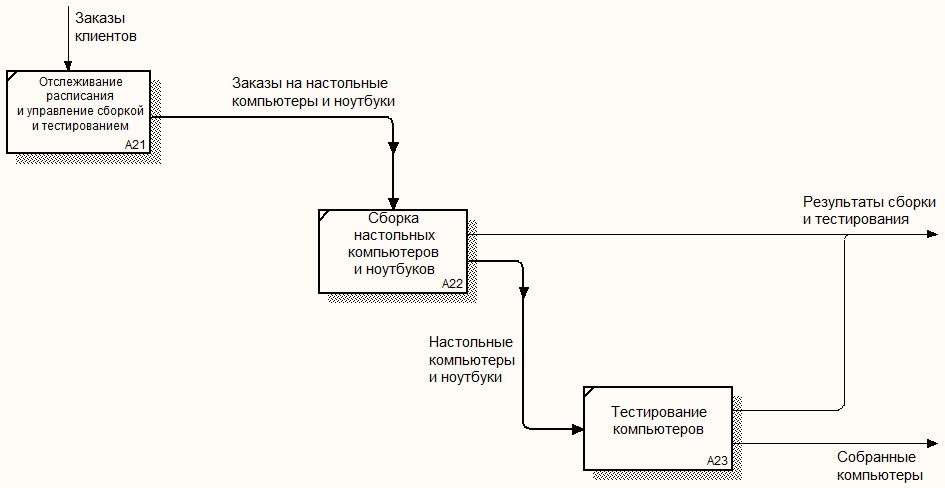 Заказы
клиентов
Отслеживание
расписания
и управление сборкой
и тестированием
A21
Заказы на настольные
компьютеры и ноутбуки
Сборка
настольных
компьютеров
и ноутбуков
A22
Результаты сборки
и тестирования
Настольные
компьютеры
и ноутбуки
Тестирование
компьютеров
A23
Собранные
компьютеры